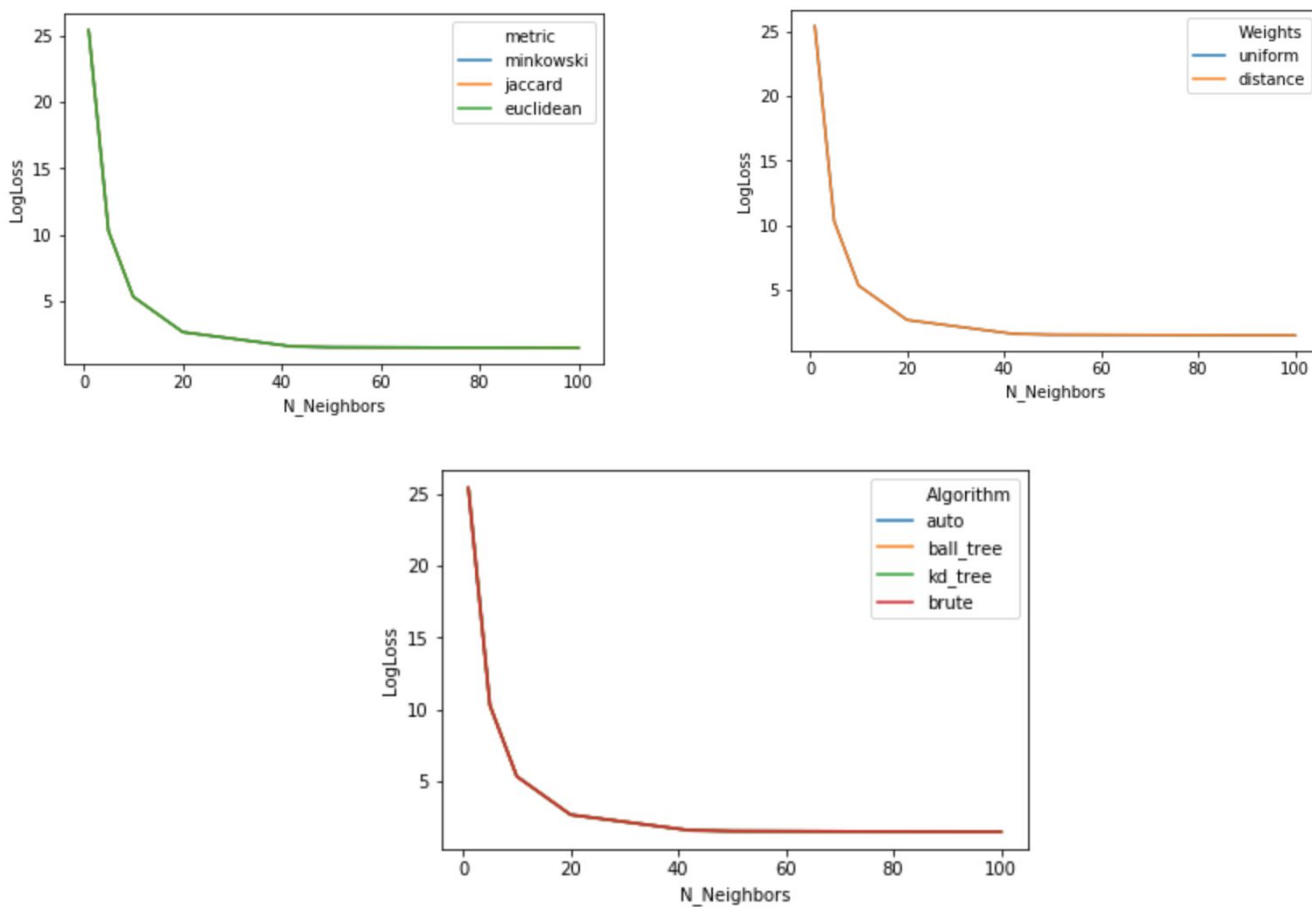 metric
minkowski
jaccard
euclidean
25
20
15
10
5
LogLoss
0 20 40 60 80 100
N_Neighbors
Weights
uniform
distance
25
20
15
10
5
LogLoss
0 20 40 60 80 100
N_Neighbors
Algorithm
auto
ball_tree
kd_tree
brute
25
20
15
10
5
LogLoss
0 20 40 60 80 100
N_Neighbors